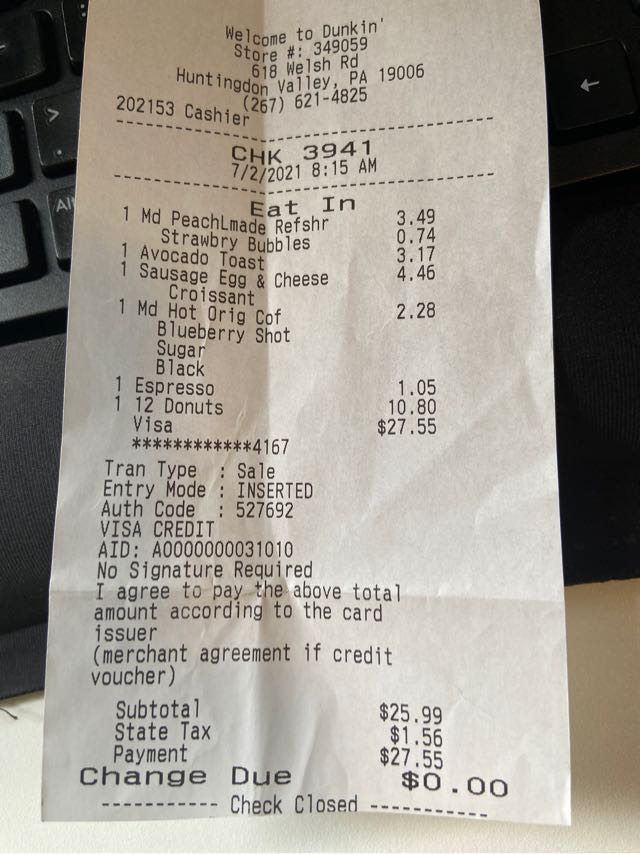 Welcome to Dunkin'
Store #: 349059
618 Welsh Rd
Huntingdon Valley, PA 19006
(267) 621-4825
202153 Cashier
CHK 3941
7/2/2021 8:15 AM
Eat In
1 Md PeachLmade Refshr 3.49
Strawbry Bubbles 0.74
1 Avocado Toast 3.17
1 Sausage Egg & Cheese 4.46
Croissant
1 Md Hot Orig Cof 2.28
Blueberry Shot
Sugar
Black
1 Espresso 1.05
1 12 Donuts 10.80
Visa $27.55
************4167
Tran Type : Sale
Entry Mode : INSERTED
Auth Code : 527692
VISA CREDIT
AID: A0000000031010
No Signature Required
I agree to pay the above total
amount according to the card
issuer
(merchant agreement if credit
voucher)
Subtotal $25.99
State Tax $1.56
Payment $27.55
Change Due $0.00
----------- Check Closed -----------
Al